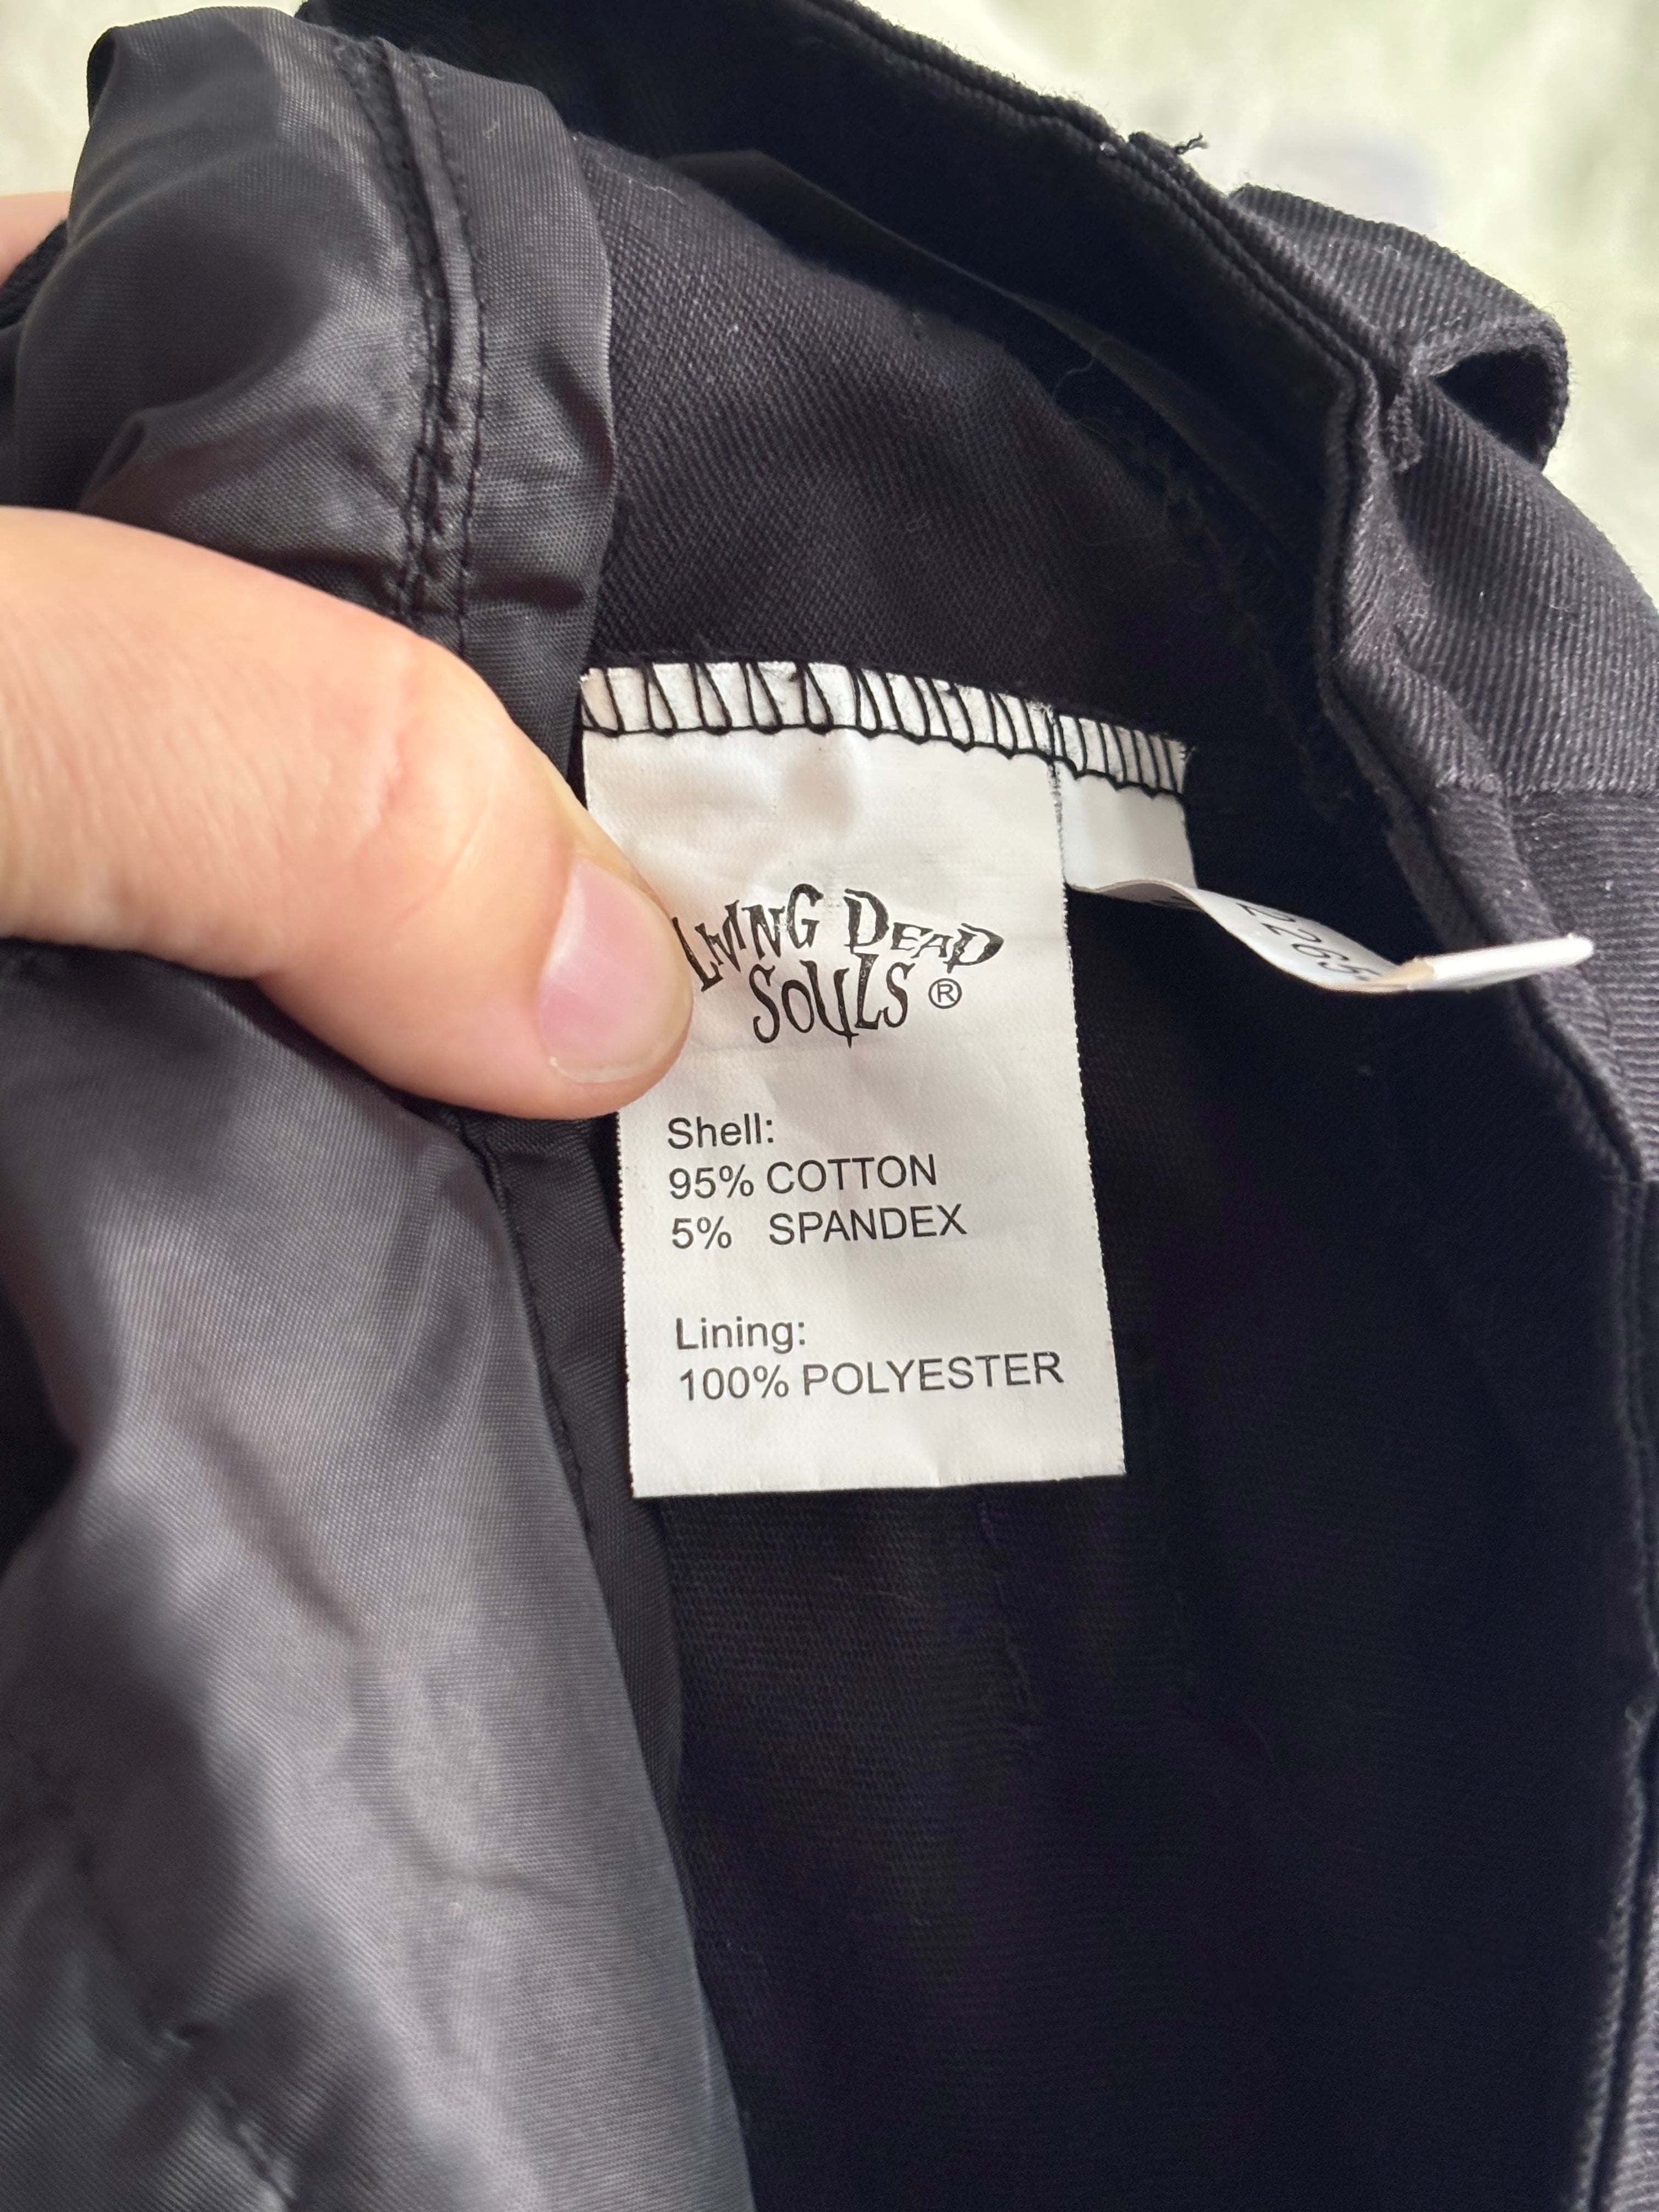 LIVING DEAD
SOULS ®
Shell:
95% COTTON
5% SPANDEX
Lining:
100% POLYESTER